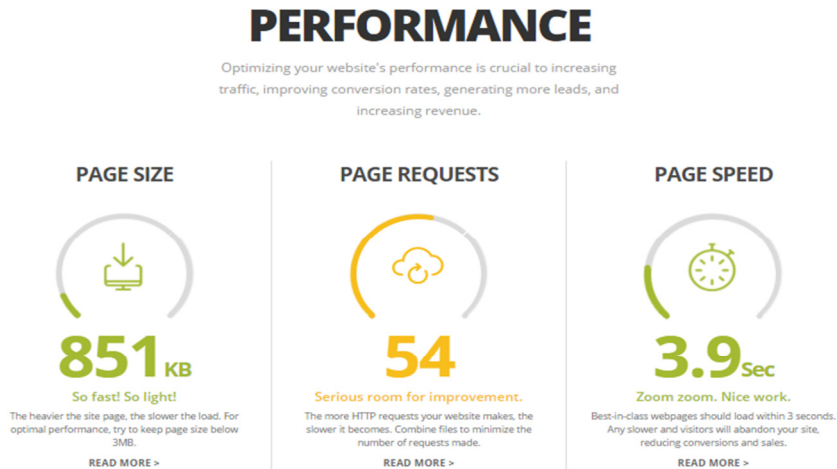 PERFORMANCE
Optimizing your website's performance is crucial to increasing
traffic, improving conversion rates, generating more leads, and
increasing revenue.
PAGE SIZE
851KB
So fast! So light!
The heavier the site page, the slower the load. For
optimal performance, try to keep page size below
3MB.
READ MORE >
PAGE REQUESTS
54
Serious room for improvement.
The more HTTP requests your website makes, the
slower it becomes. Combine files to minimize the
number of requests made.
READ MORE >
PAGE SPEED
3.9Sec
Zoom zoom. Nice work.
Best-in-class webpages should load within 3 seconds.
Any slower and visitors will abandon your site,
reducing conversions and sales.
READ MORE >